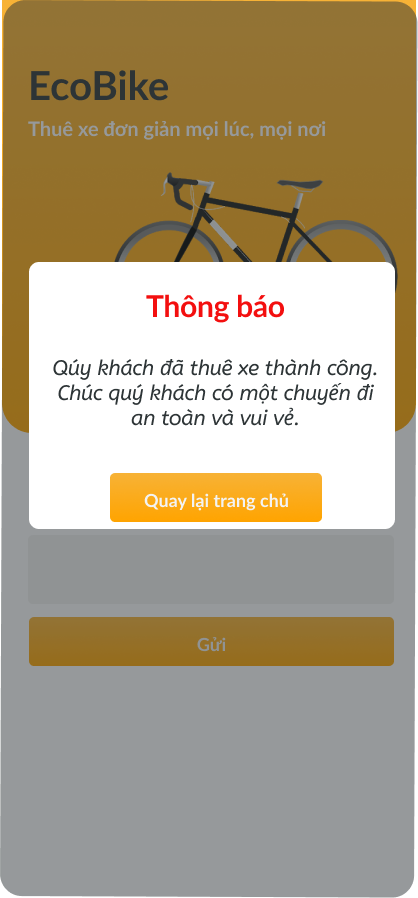 EcoBike
Thuê xe đơn giản mọi lúc, mọi nơi
Thông báo
Qúy khách đã thuê xe thành công.
Chúc quý khách có một chuyến đi
an toàn và vui vẻ.
Quay lại trang chủ
Gửi